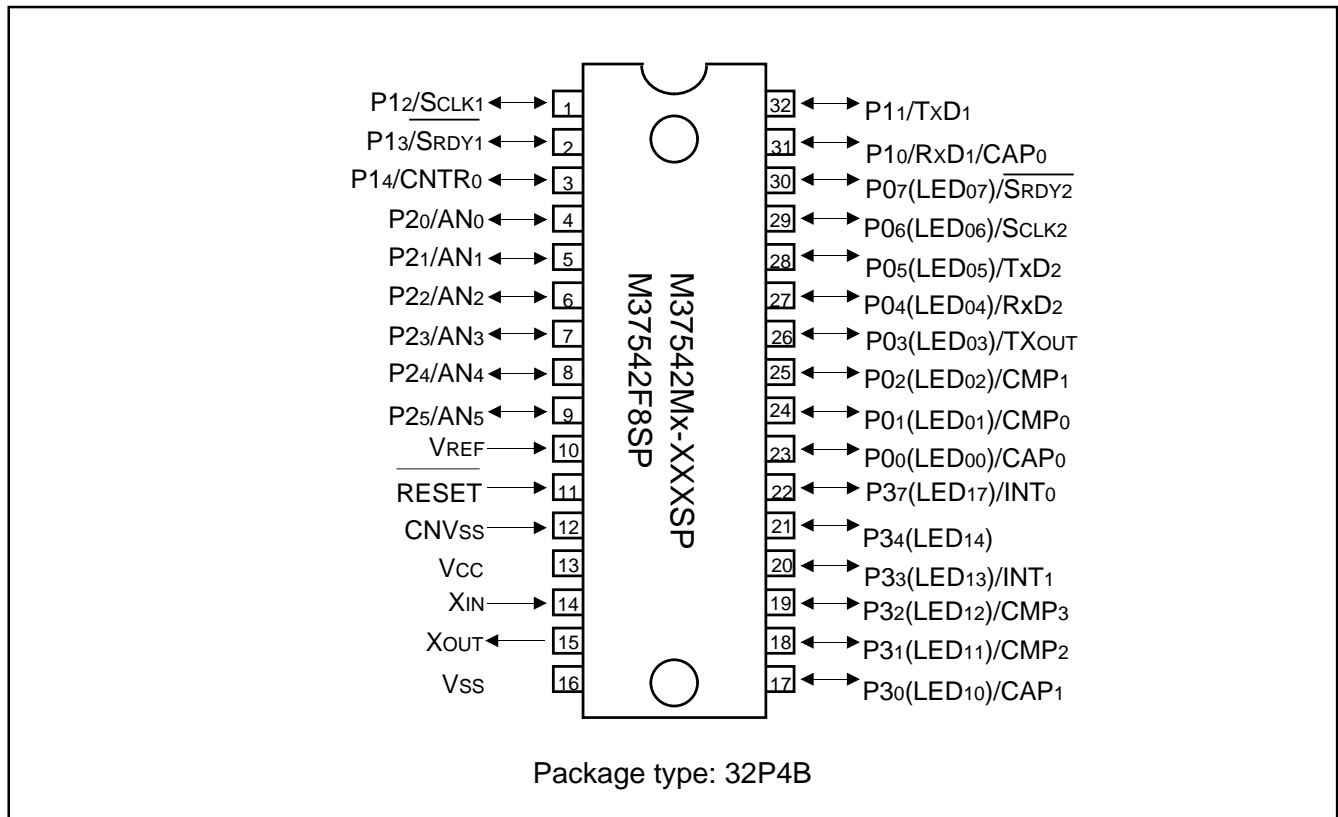 P12/SCLK1
P13/SRDY1
P14/CNTR0
P20/AN0
P21/AN1
P22/AN2
P23/AN3
P24/AN4
P25/AN5
VREF
RESET
CNVSS
VCC
XIN
XOUT
VSS
1
2
3
4
5
6
7
8
9
10
11
12
13
14
15
16
M37542Mx-XXXSP
M37542F8SP
32
31
30
29
28
27
26
25
24
23
22
21
20
19
18
17
P11/TXD1
P10/RXD1/CAP0
P07(LED07)/SRDY2
P06(LED06)/SCLK2
P05(LED05)/TxD2
P04(LED04)/RxD2
P03(LED03)/TXOUT
P02(LED02)/CMP1
P01(LED01)/CMP0
P00(LED00)/CAP0
P37(LED17)/INT0
P34(LED14)
P33(LED13)/INT1
P32(LED12)/CMP3
P31(LED11)/CMP2
P30(LED10)/CAP1
Package type: 32P4B